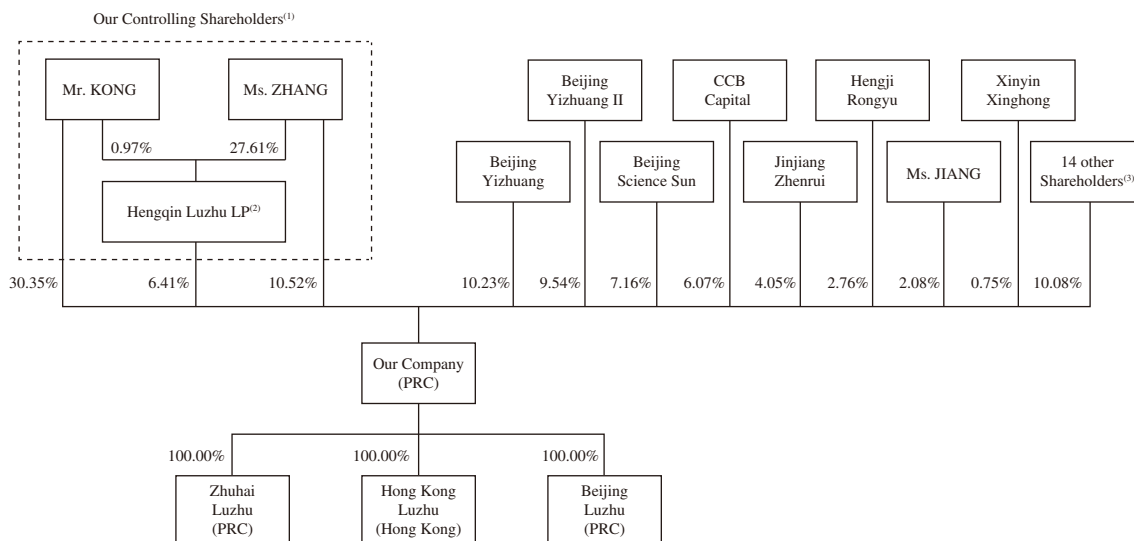 Our Controlling Shareholders(1)
Mr. KONG
Ms. ZHANG
Beijing
Yizhuang II
CCB
Capital
Hengji
Rongyu
Xinyin
Xinghong
0.97%
27.61%
Beijing
Yizhuang
Beijing
Science Sun
Jinjiang
Zhenrui
Ms. JIANG
14 other
Shareholders(3)
Hengqin Luzhu LP(2)
30.35%
6.41%
10.52%
10.23%
9.54%
7.16%
6.07%
4.05%
2.76%
2.08%
0.75%
10.08%
Our Company
(PRC)
100.00%
100.00%
100.00%
Zhuhai
Luzhu
(PRC)
Hong Kong
Luzhu
(Hong Kong)
Beijing
Luzhu
(PRC)